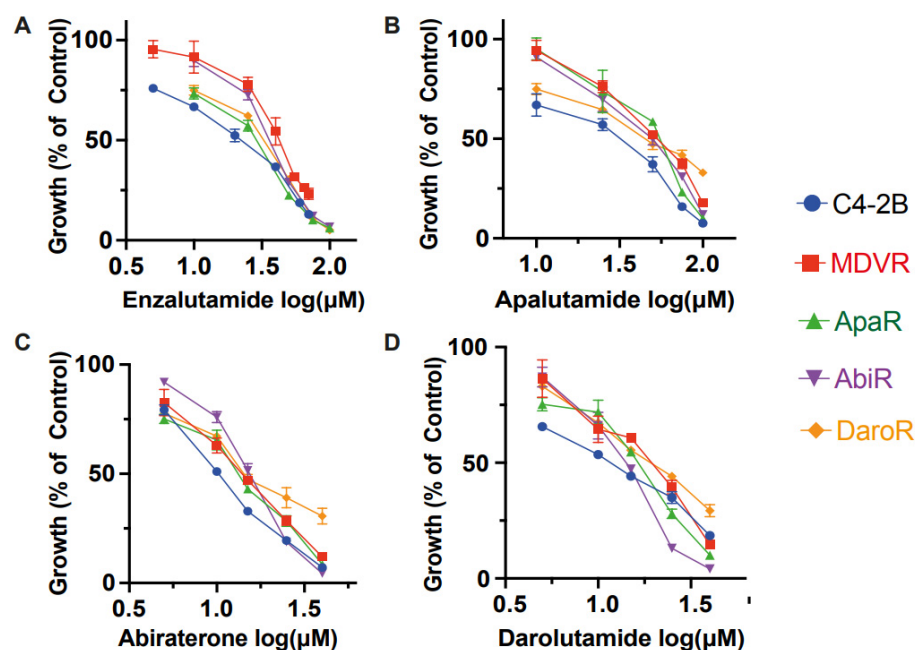 A
Growth (% of Control)
100
50
0
0.5 1.0 1.5 2.0
Enzalutamide log(µM)
B
Growth (% of Control)
100
50
0
1.0 1.5 2.0
Apalutamide log(µM)
C
Growth (% of Control)
100
50
0
0.5 1.0 1.5
Abiraterone log(µM)
D
Growth (% of Control)
100
50
0
0.5 1.0 1.5
Darolutamide log(µM)
C4-2B
MDVR
ApaR
AbiR
DaroR